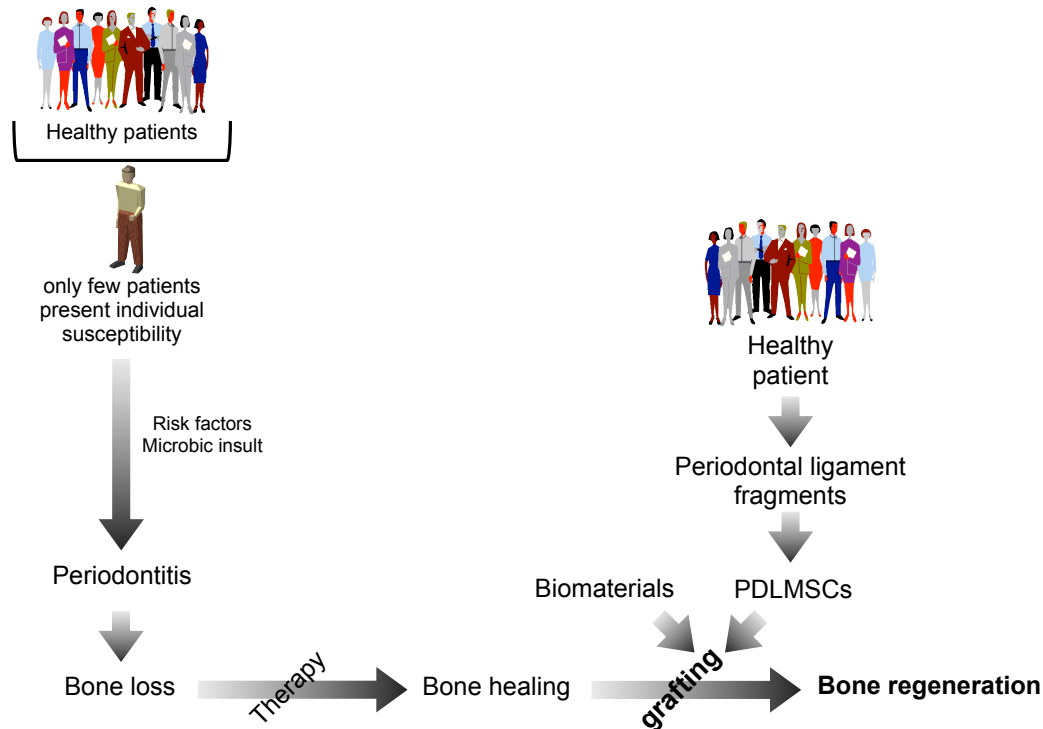 Healthy patients
only few patients
present individual
susceptibility
Risk factors
Microbic insult
Periodontitis
Bone loss
Therapy
Bone healing
Healthy
patient
Periodontal ligament
fragments
Biomaterials
PDLMSCs
grafting
Bone regeneration